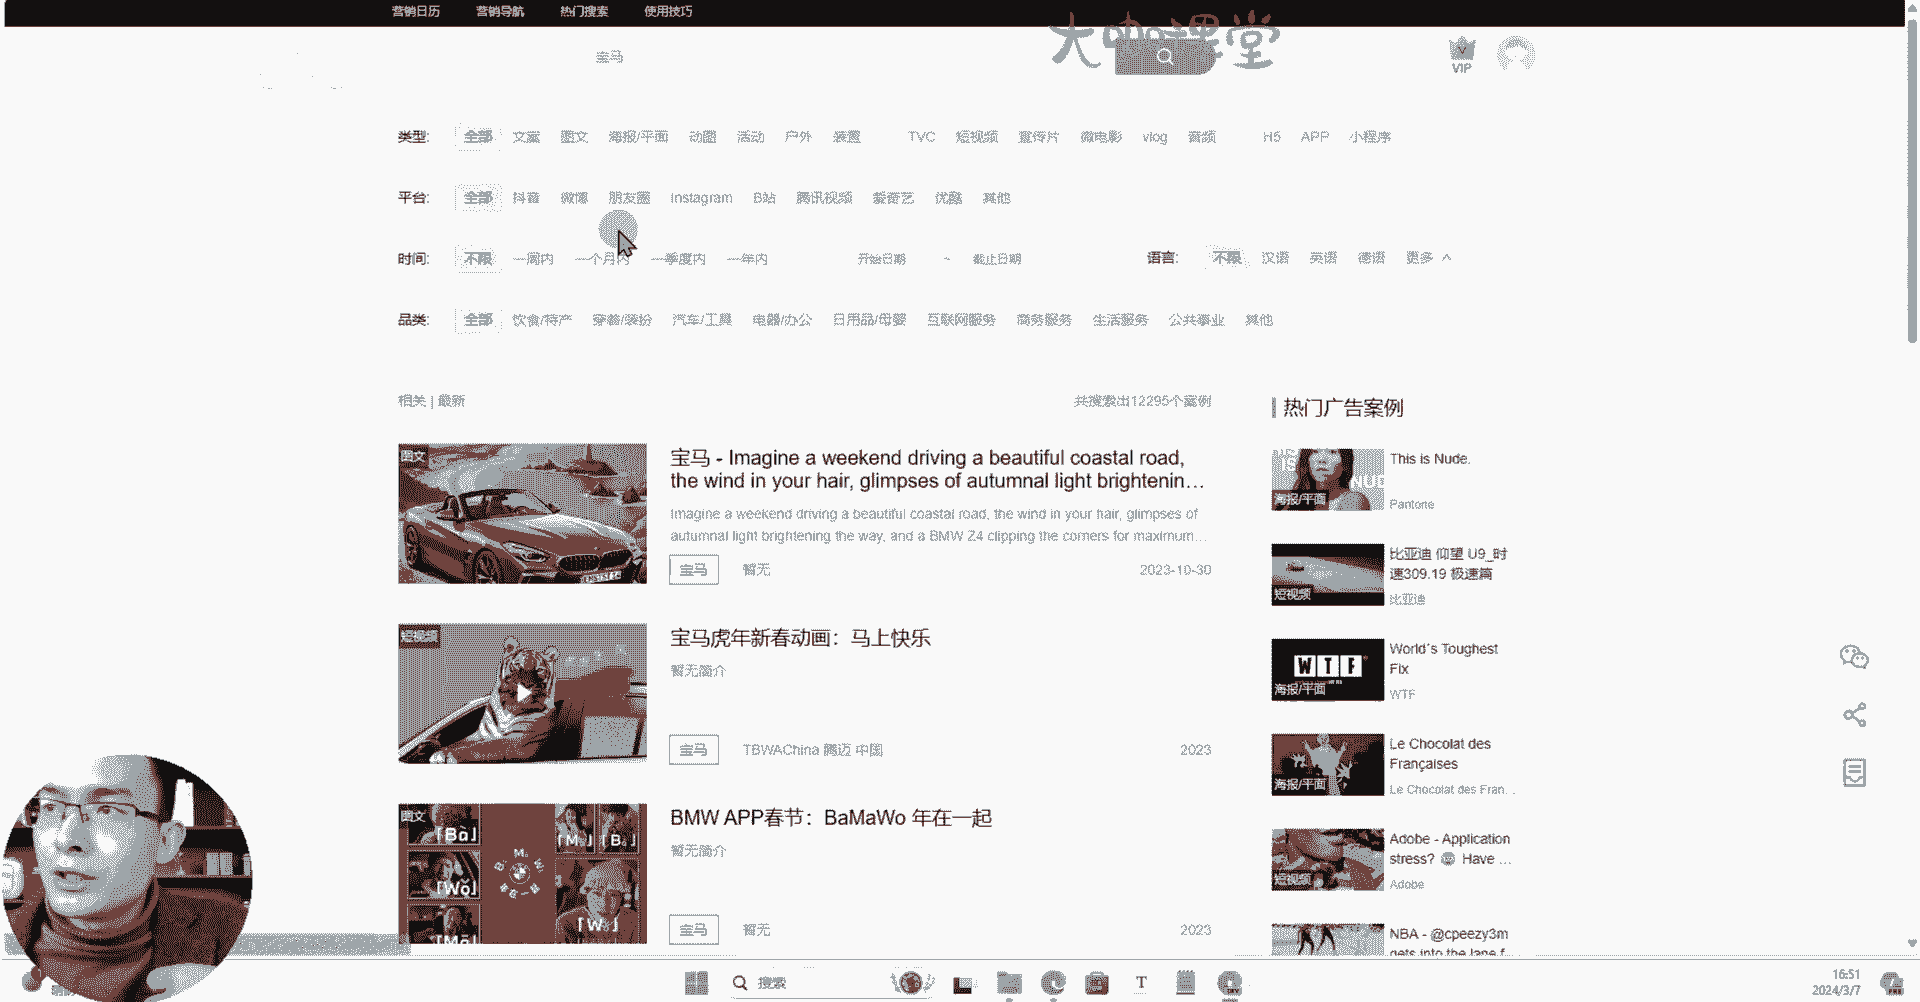 营销日历 营销导航 热门搜索 使用技巧
大咖课堂
宝马
VIP
类型: 全部 文案 图文 海报/平面 动图 活动 户外 装置 TVC 短视频 宣传片 微电影 vlog 音频 H5 APP 小程序
平台: 全部 抖音 微博 朋友圈 Instagram B站 腾讯视频 爱奇艺 优酷 其他
时间: 不限 一周内 一个月内 一季度内 一年内 开始日期 ~ 截止日期 语言: 不限 汉语 英语 德语 更多
品类: 全部 饮食/特产 穿着/装扮 汽车/工具 电器/办公 日用品/母婴 互联网服务 商务服务 生活服务 公共事业 其他
相关 | 最新
共搜索出12295个案例
图文
宝马 - Imagine a weekend driving a beautiful coastal road,
the wind in your hair, glimpses of autumnal light brightenin...
Imagine a weekend driving a beautiful coastal road, the wind in your hair, glimpses of
autumnal light brightening the way, and a BMW Z4 clipping the corners for maximum...
宝马 暂无 2023-10-30
短视频
宝马虎年新春动画：马上快乐
暂无简介
宝马 TBWAChina 腾迈 中国 2023
图文
BMW APP春节：BaMaWo 年在一起
暂无简介
宝马 暂无 2023
热门广告案例
海报/平面
This is Nude.
Pantone
短视频
比亚迪 仰望 U9_时
速309.19 极速篇
比亚迪
WTF
海报/平面
World's Toughest
Fix
WTF
海报/平面
Le Chocolat des
Françaises
Le Chocolat des Fran...
短视频
Adobe - Application
stress? Have ...
Adobe
NBA - @cpeezy3m
gets into the lane f...
搜索
16:51
2024/3/7